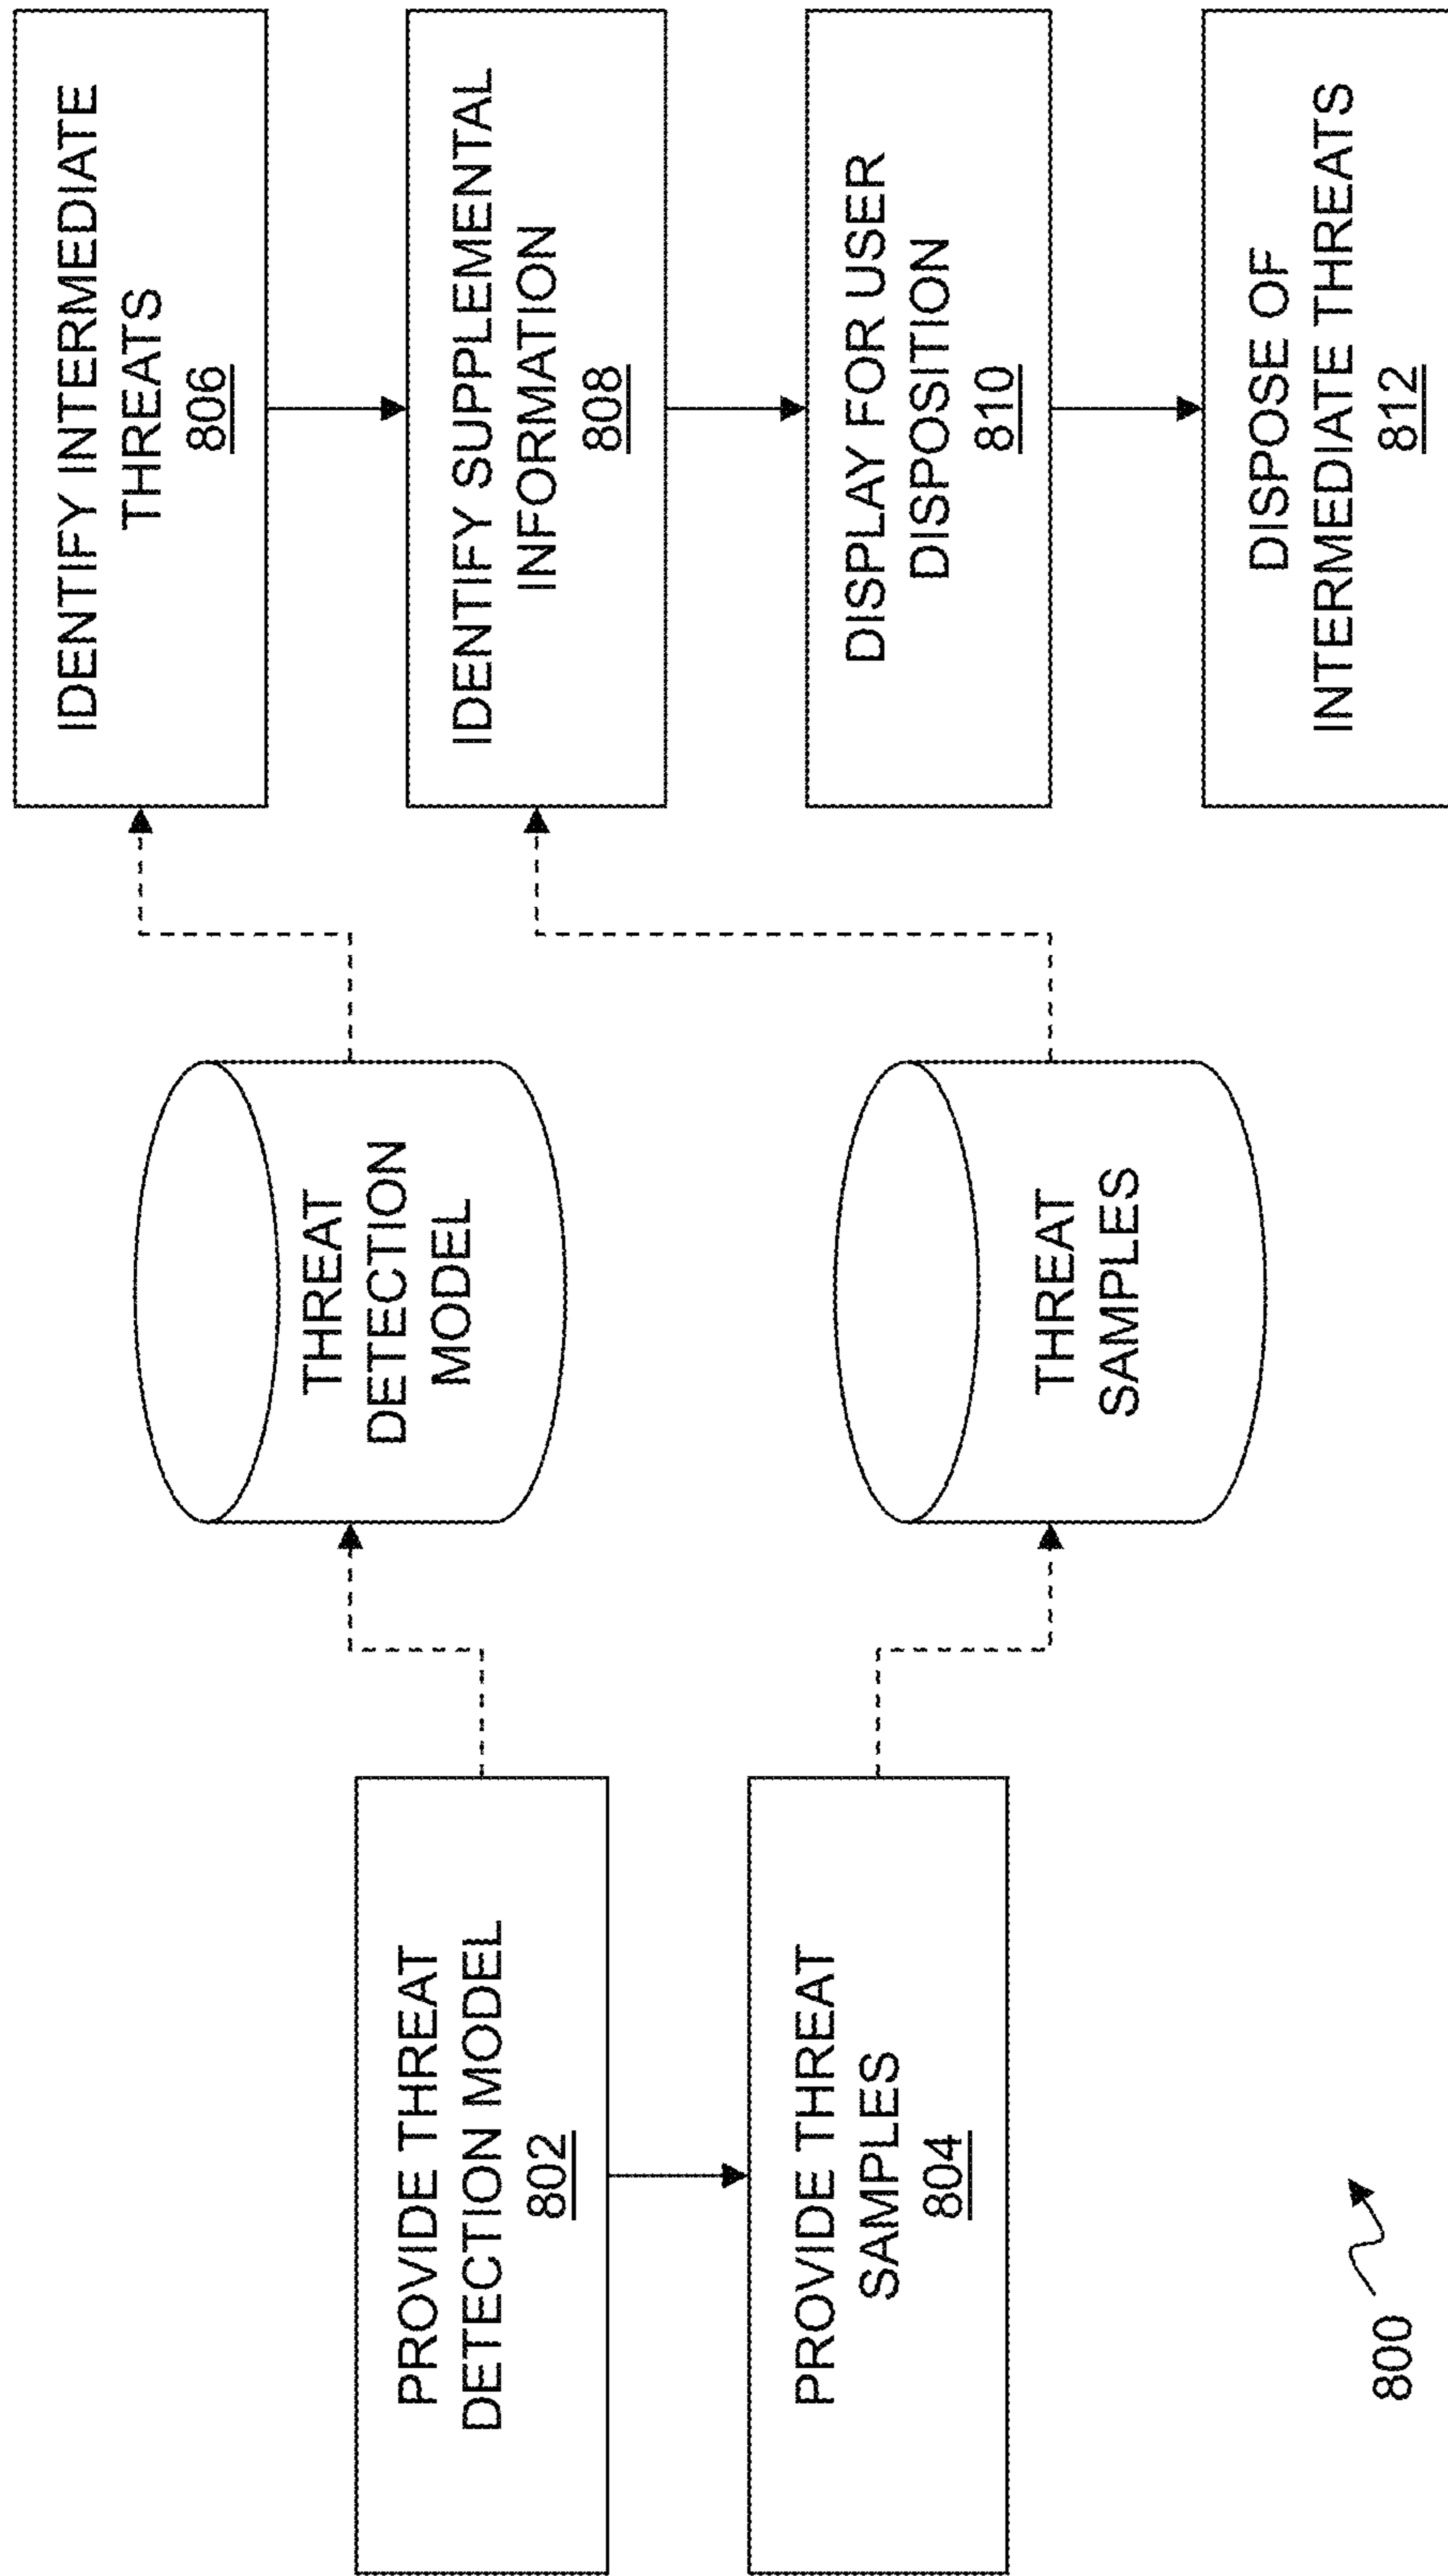 PROVIDE THREAT
DETECTION MODEL
802
PROVIDE THREAT
SAMPLES
804
THREAT
DETECTION
MODEL
THREAT
SAMPLES
IDENTIFY INTERMEDIATE
THREATS
806
IDENTIFY SUPPLEMENTAL
INFORMATION
808
DISPLAY FOR USER
DISPOSITION
810
DISPOSE OF
INTERMEDIATE THREATS
812
800